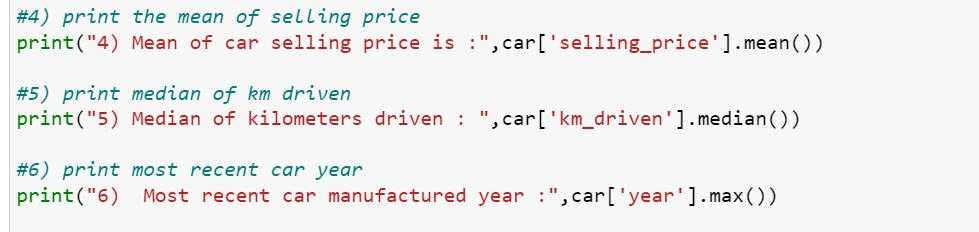 #4) print the mean of selling price
print("4) Mean of car selling price is :",car['selling_price'].mean())
#5) print median of km driven
print("5) Median of kilometers driven : ",car['km_driven'].median())
#6) print most recent car year
print("6)  Most recent car manufactured year :",car['year'].max())